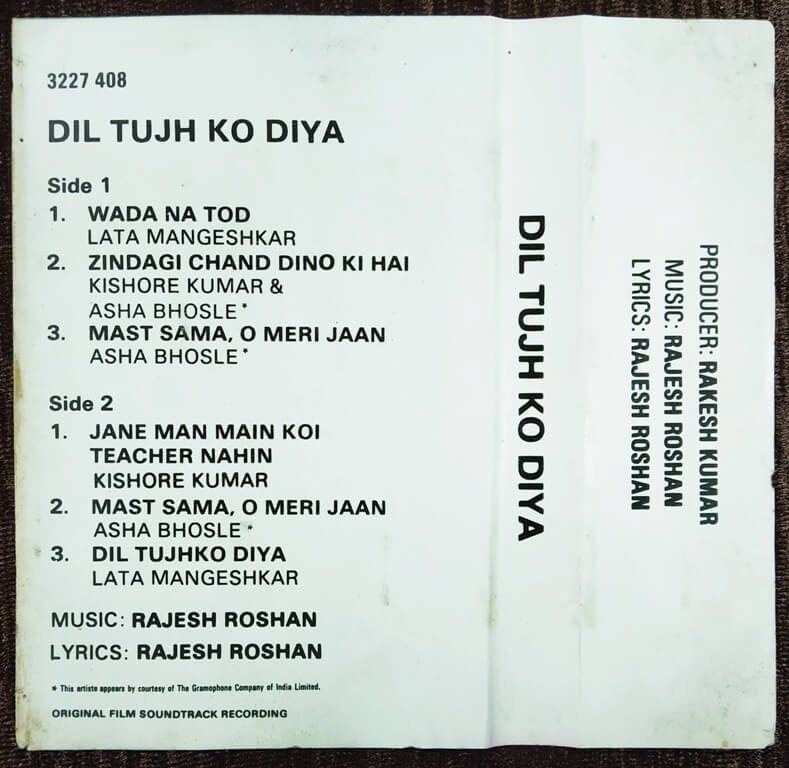 3227 408
DIL TUJH KO DIYA
Side 1
1. WADA NA TOD
LATA MANGESHKAR
2. ZINDAGI CHAND DINO KI HAI
KISHORE KUMAR &
ASHA BHOSLE*
3. MAST SAMA, O MERI JAAN
ASHA BHOSLE*
Side 2
1. JANE MAN MAIN KOI
TEACHER NAHIN
KISHORE KUMAR
2. MAST SAMA, O MERI JAAN
ASHA BHOSLE*
3. DIL TUJHKO DIYA
LATA MANGESHKAR
MUSIC: RAJESH ROSHAN
LYRICS: RAJESH ROSHAN
* This artiste appears by courtesy of The Gramophone Company of India Limited.
ORIGINAL FILM SOUNDTRACK RECORDING
DIL TUJH KO DIYA
PRODUCER: RAKESH KUMAR
MUSIC: RAJESH ROSHAN
LYRICS: RAJESH ROSHAN